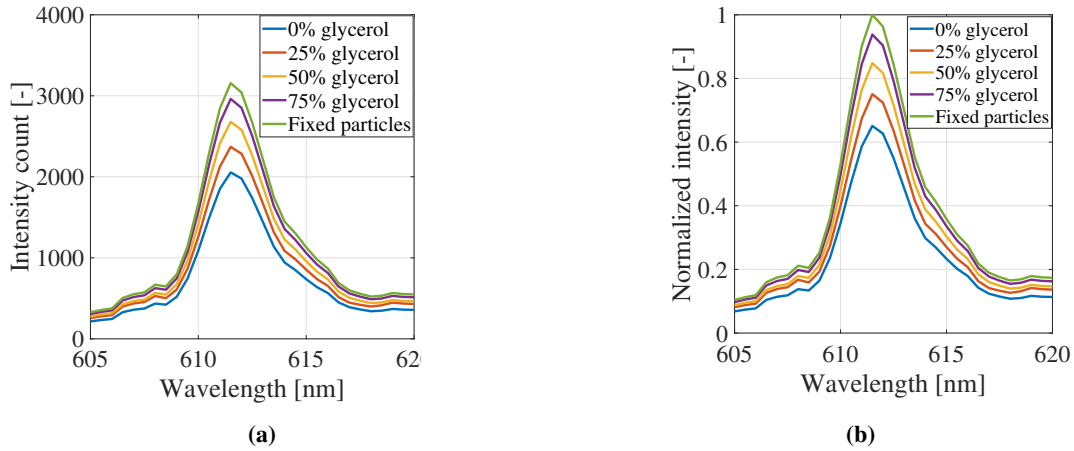 4000
3000
2000
1000
0
605
610
615
620
Intensity count [-]
Wavelength [nm]
0% glycerol
25% glycerol
50% glycerol
75% glycerol
Fixed particles
(a)
1
0.8
0.6
0.4
0.2
0
605
610
615
620
Normalized intensity [-]
Wavelength [nm]
0% glycerol
25% glycerol
50% glycerol
75% glycerol
Fixed particles
(b)